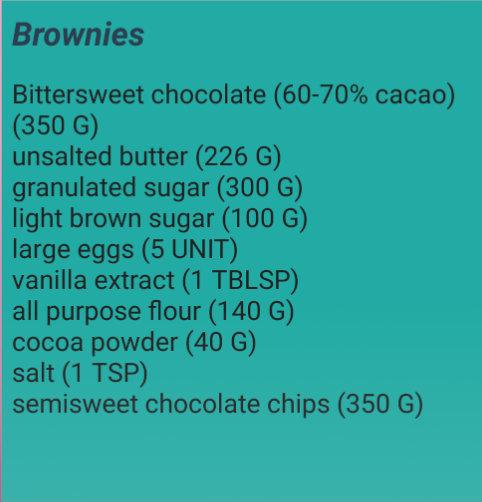 Brownies
Bittersweet chocolate (60-70% cacao)
(350 G)
unsalted butter (226 G)
granulated sugar (300 G)
light brown sugar (100 G)
large eggs (5 UNIT)
vanilla extract (1 TBLSP)
all purpose flour (140 G)
cocoa powder (40 G)
salt (1 TSP)
semisweet chocolate chips (350 G)